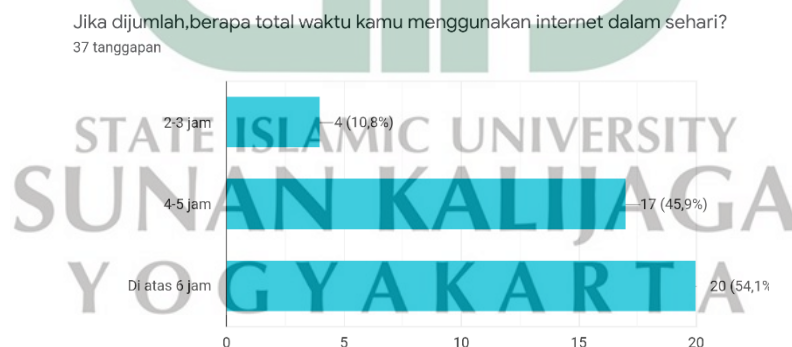 Jika dijumlah,berapa total waktu kamu menggunakan internet dalam sehari?
37 tanggapan
2-3 jam 4 (10,8%)
4-5 jam 17 (45,9%)
Di atas 6 jam 20 (54,1%
0 5 10 15 20
STATE ISLAMIC UNIVERSITY
SUNAN KALIJAGA
YOGYAKARTA